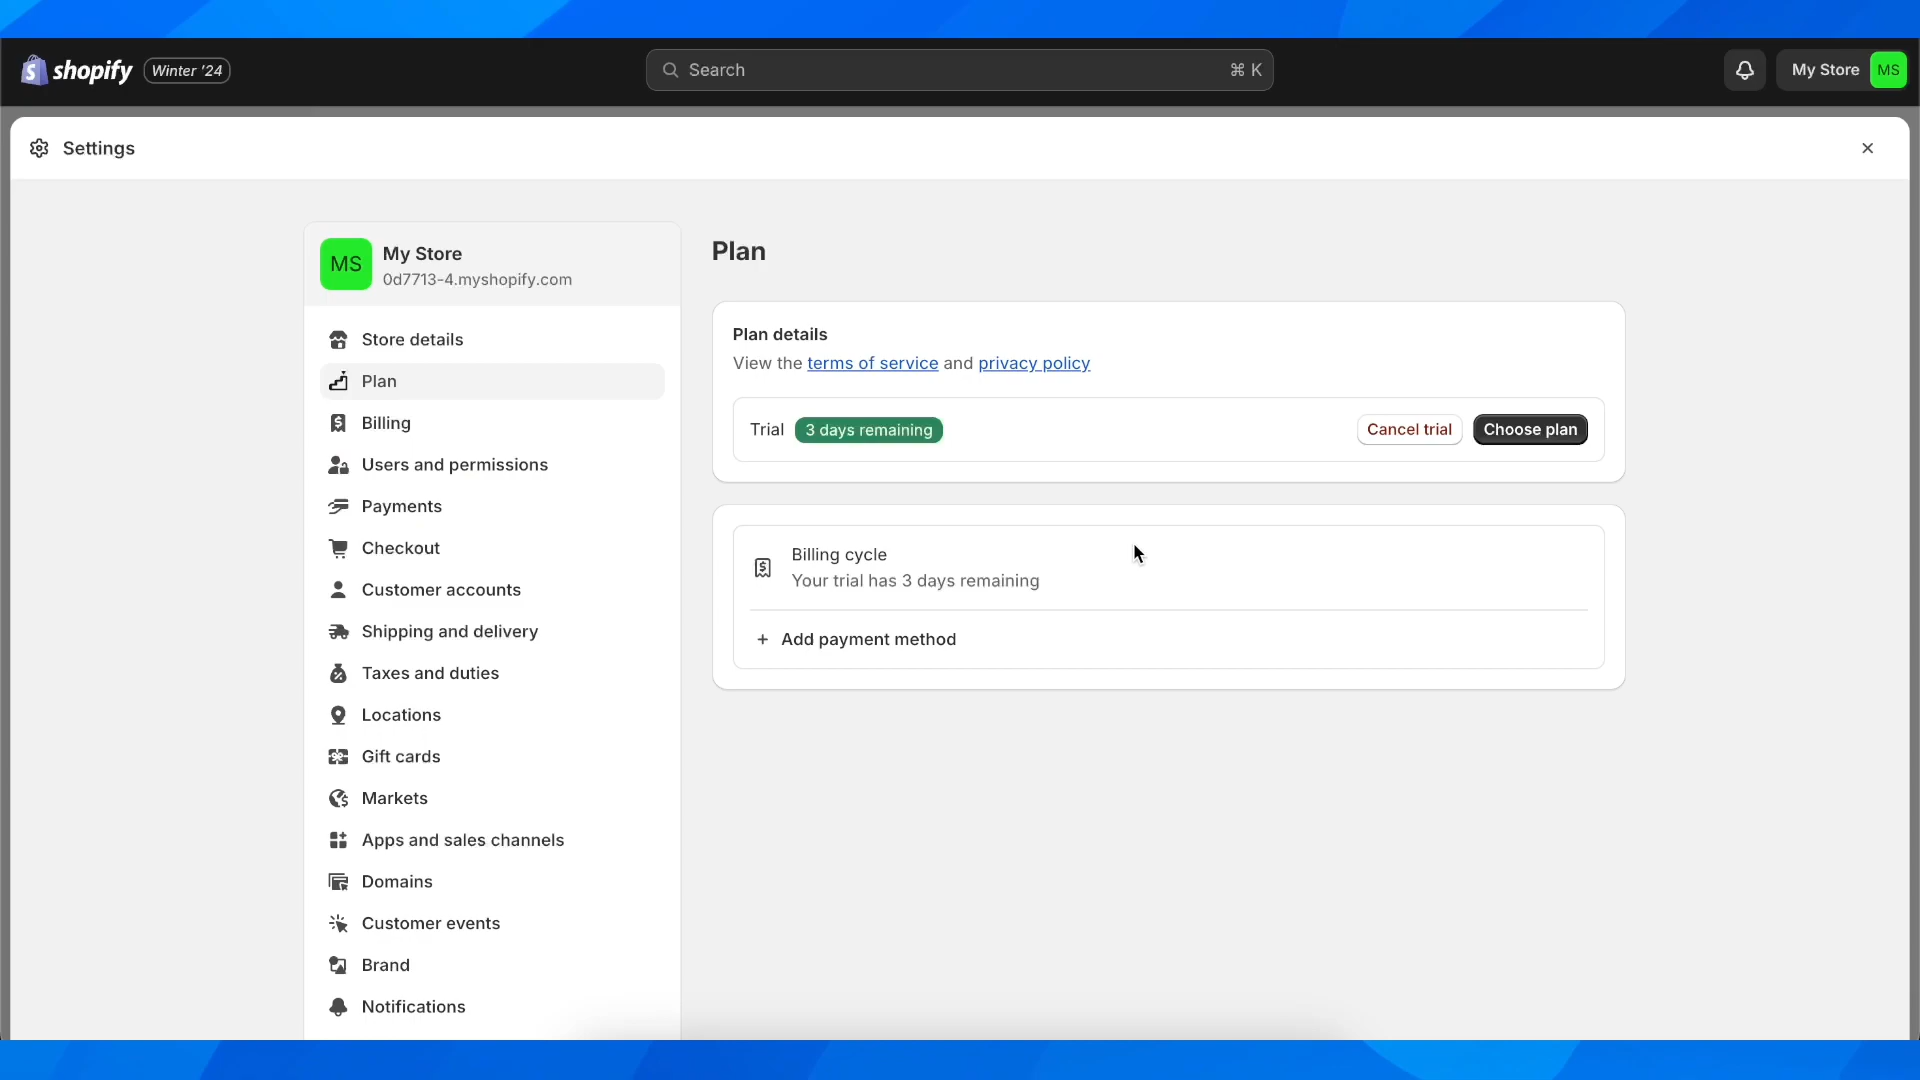 shopify Winter '24
Search ⌘ K
My Store MS
Settings
MS
My Store
0d7713-4.myshopify.com
Store details
Plan
Billing
Users and permissions
Payments
Checkout
Customer accounts
Shipping and delivery
Taxes and duties
Locations
Gift cards
Markets
Apps and sales channels
Domains
Customer events
Brand
Notifications
Plan
Plan details
View the terms of service and privacy policy
Trial 3 days remaining Cancel trial Choose plan
Billing cycle
Your trial has 3 days remaining
+ Add payment method